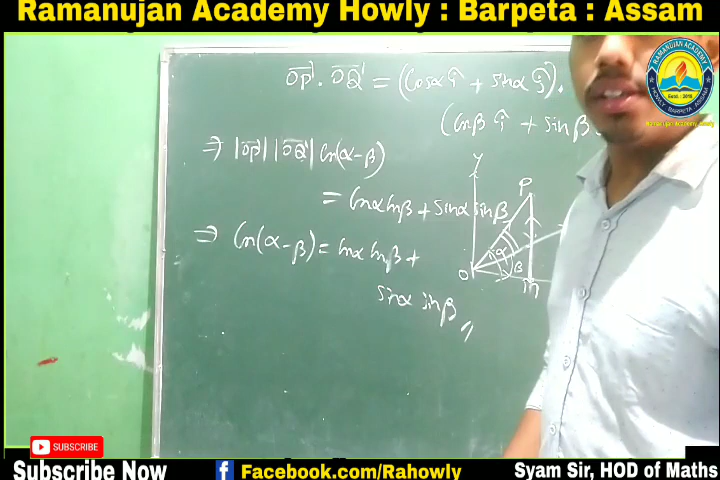 Ramanujan Academy Howly : Barpeta : Assam
RAMANUJAN ACADEMY
Estd.: 2016
HOWLY, BARPETA, ASSAM
OP · OQ = (Cosα î + sinα ĵ).
(Cosβ î + sinβ
⇒ |OP| |OQ| Cos(α-β)
= Cosα Cosβ + sinα sinβ
⇒ Cos(α-β) = Cosα Cosβ +
sinα sinβ //
Y
P
α
β
O
M
SUBSCRIBE
Subscribe Now
Facebook.com/Rahowly
Syam Sir, HOD of Maths